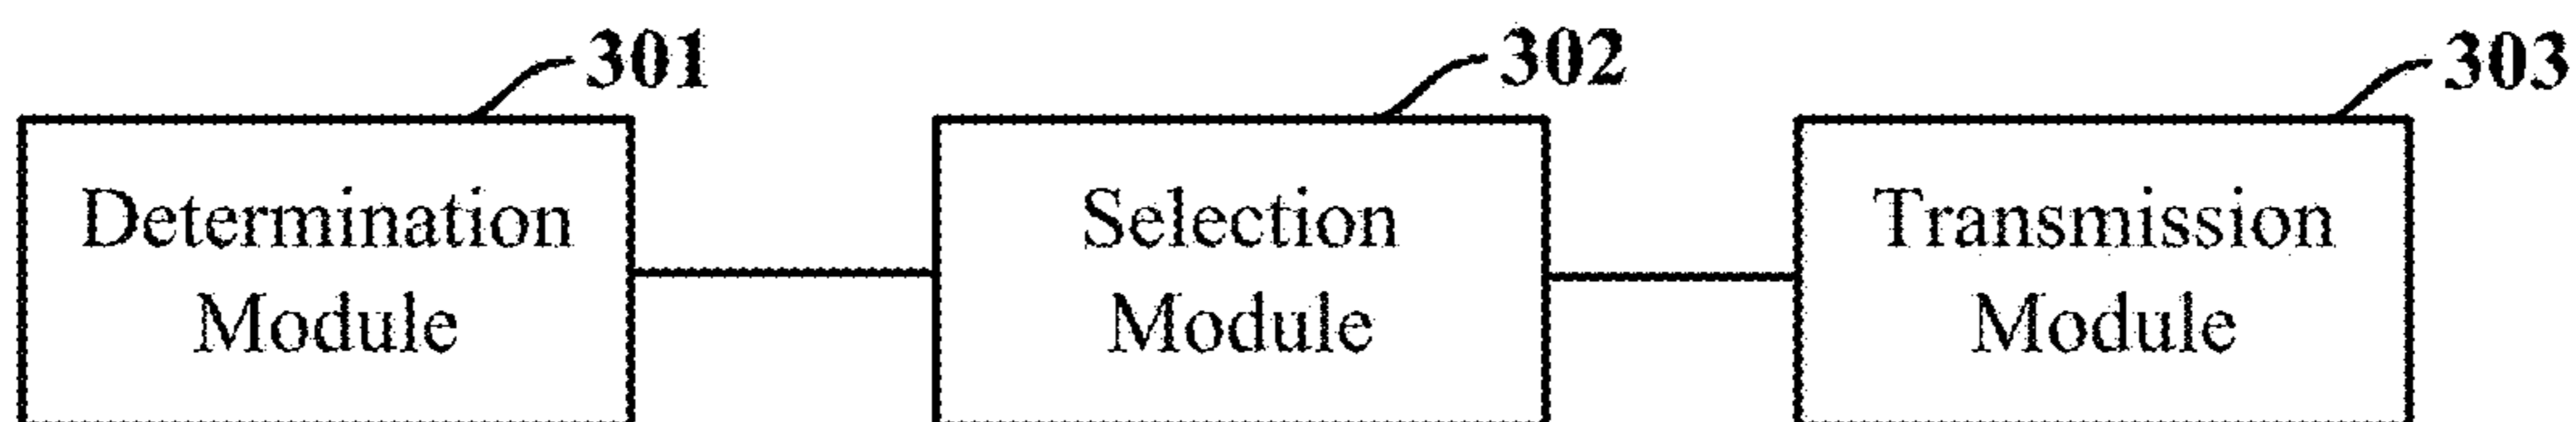 301
302
303
Determination
Module
Selection
Module
Transmission
Module